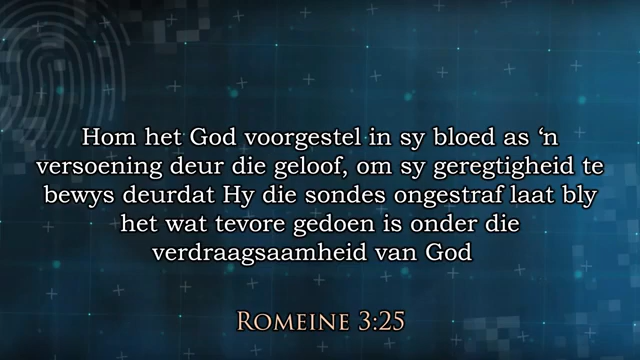 Hom het God voorgestel in sy bloed as ‘n
versoening deur die geloof, om sy geregtigheid te
bewys deurdat Hy die sondes ongestraf laat bly
het wat tevore gedoen is onder die
verdraagsaamheid van God
Romeine 3:25